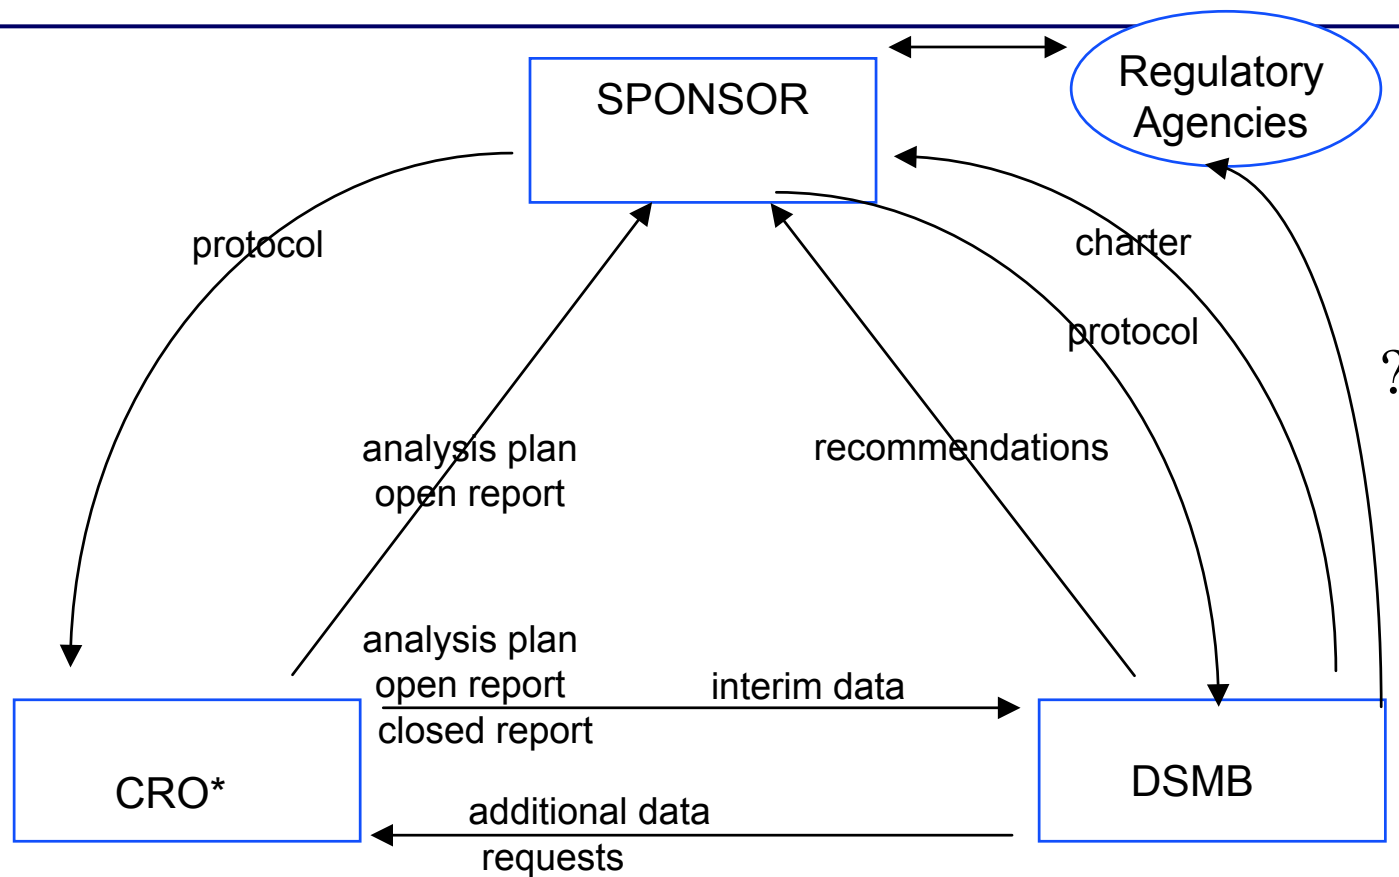 SPONSOR
Regulatory
Agencies
protocol
charter
protocol
?
analysis plan
open report
recommendations
analysis plan
open report
closed report
interim data
CRO*
DSMB
additional data
requests